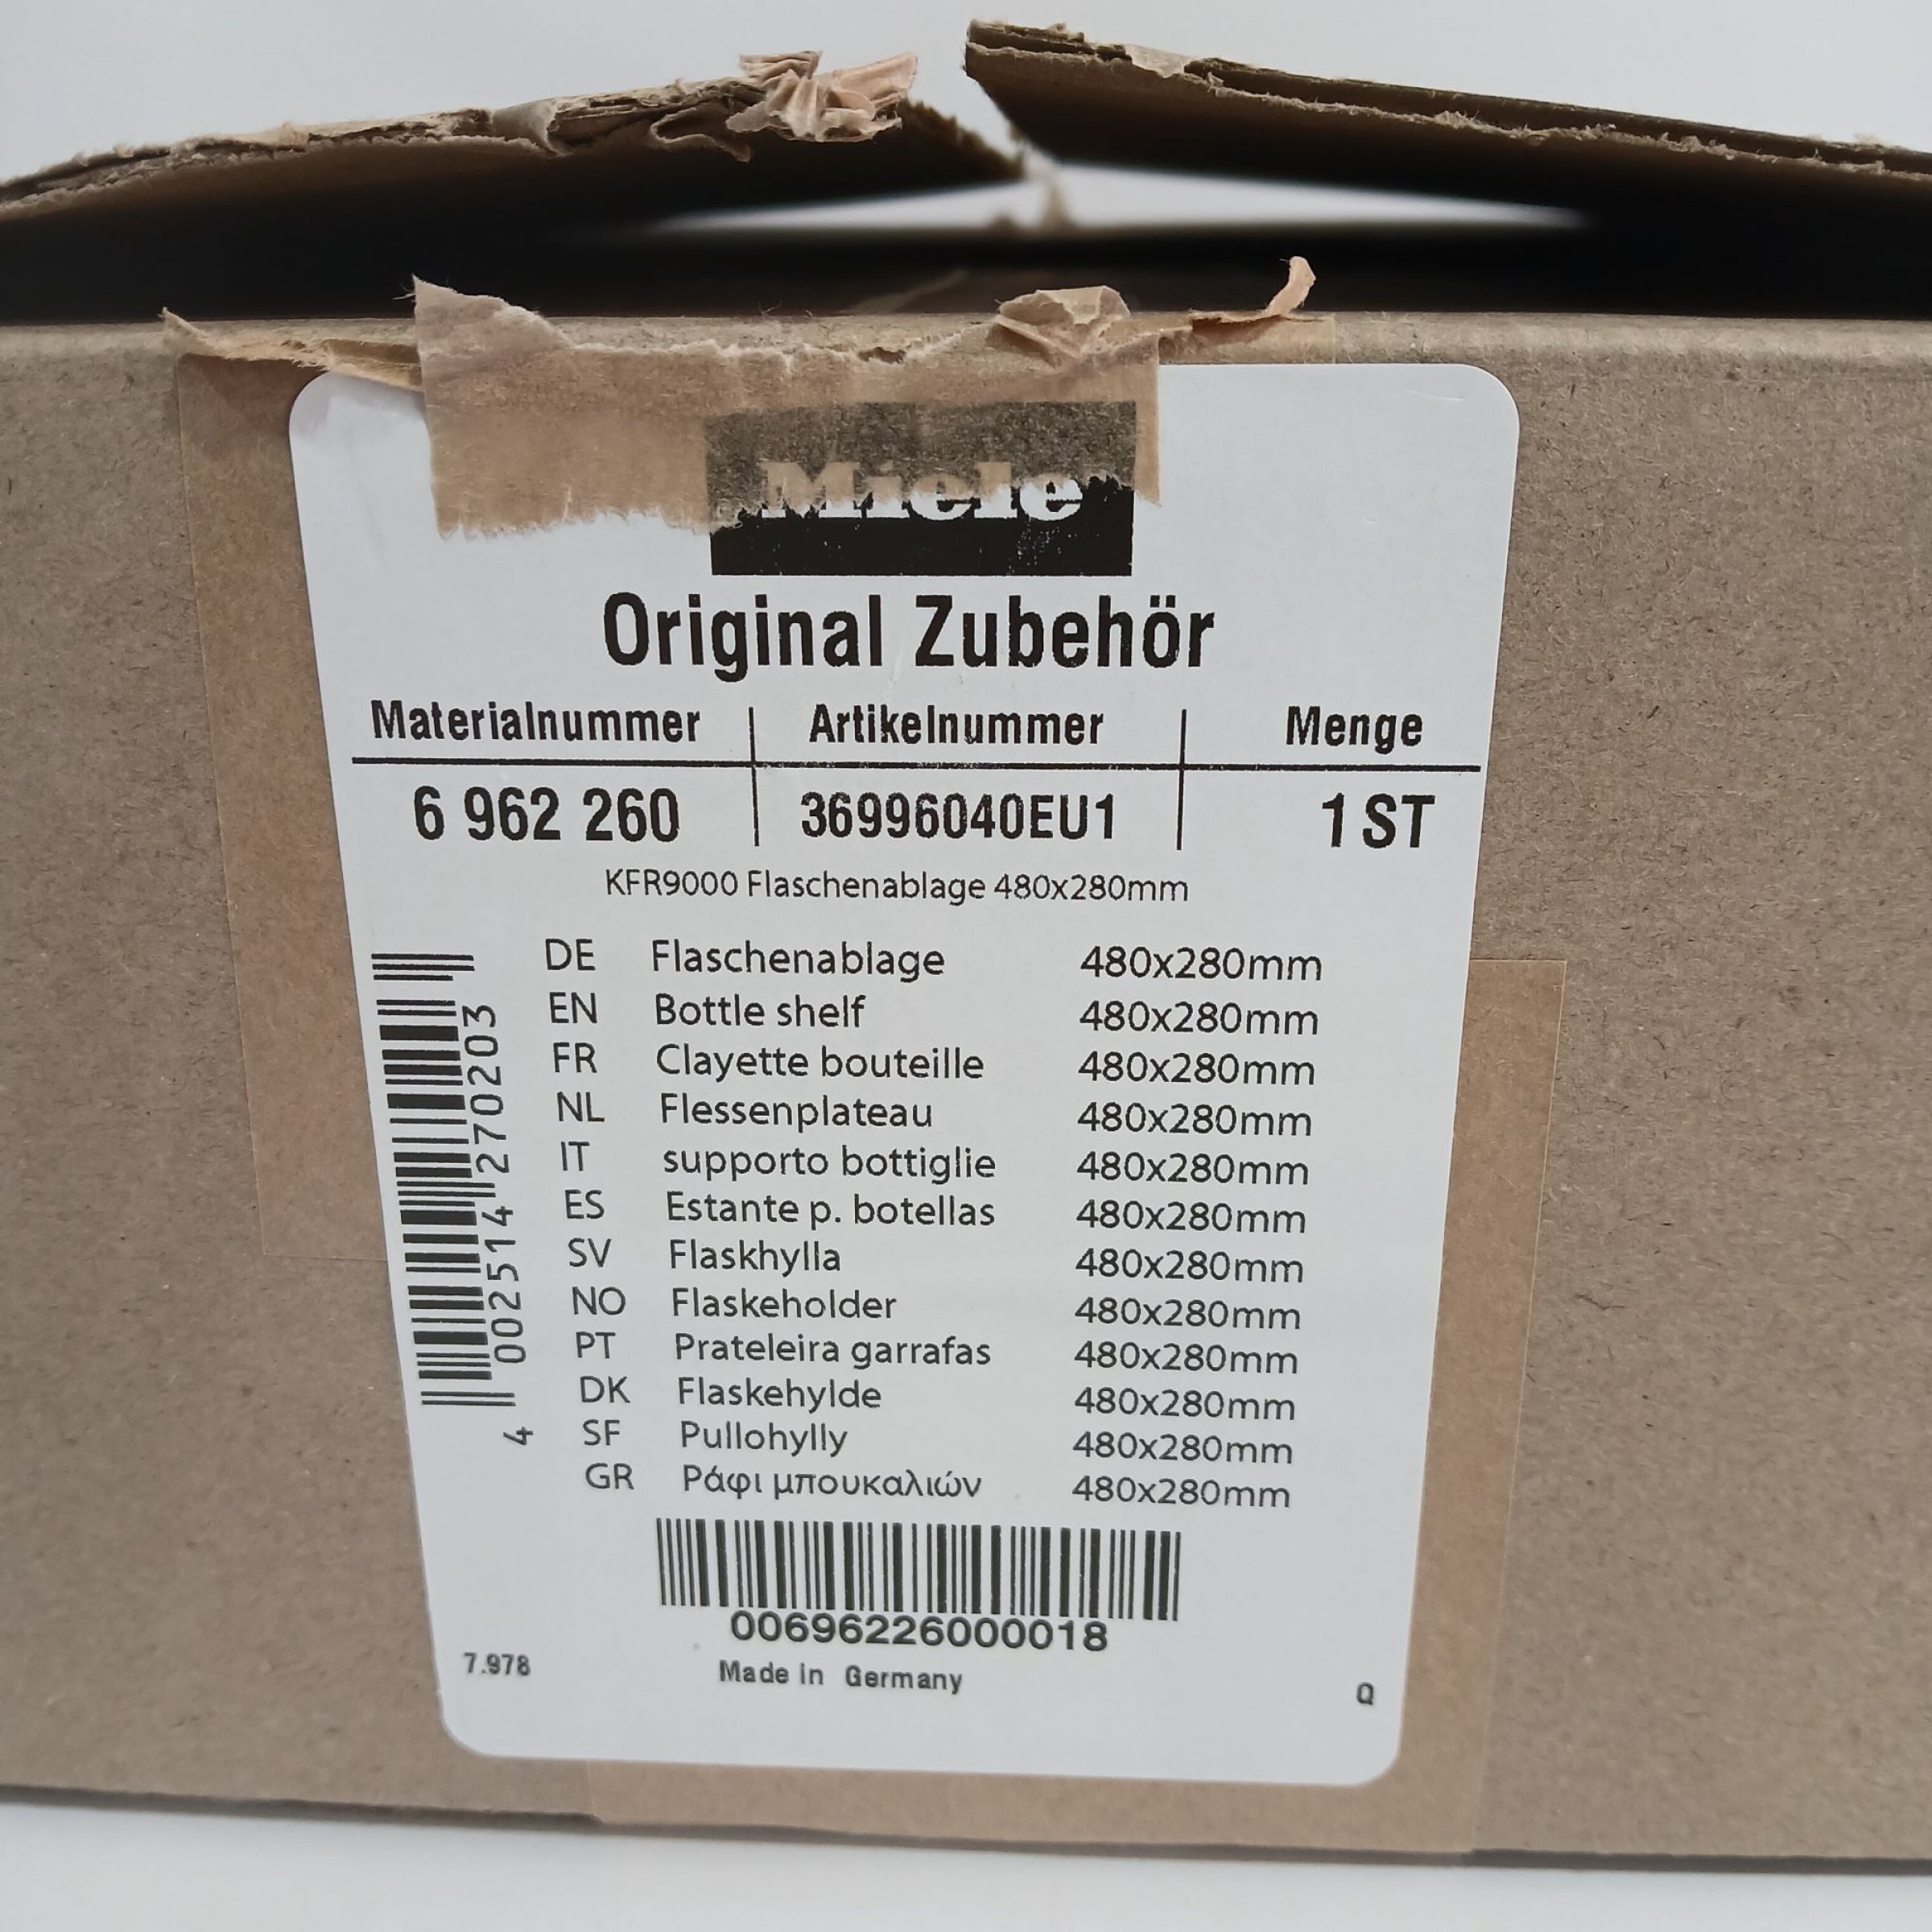 Miele
Original Zubehör
Materialnummer Artikelnummer Menge
6 962 260 36996040EU1 1 ST
KFR9000 Flaschenablage 480x280mm
DE Flaschenablage 480x280mm
EN Bottle shelf 480x280mm
FR Clayette bouteille 480x280mm
NL Flessenplateau 480x280mm
IT supporto bottiglie 480x280mm
ES Estante p. botellas 480x280mm
SV Flaskhylla 480x280mm
NO Flaskeholder 480x280mm
PT Prateleira garrafas 480x280mm
DK Flaskehylde 480x280mm
SF Pullohylly 480x280mm
GR Ράφι μπουκαλιών 480x280mm
4 002514 270203
00696226000018
7.978 Made in Germany Q